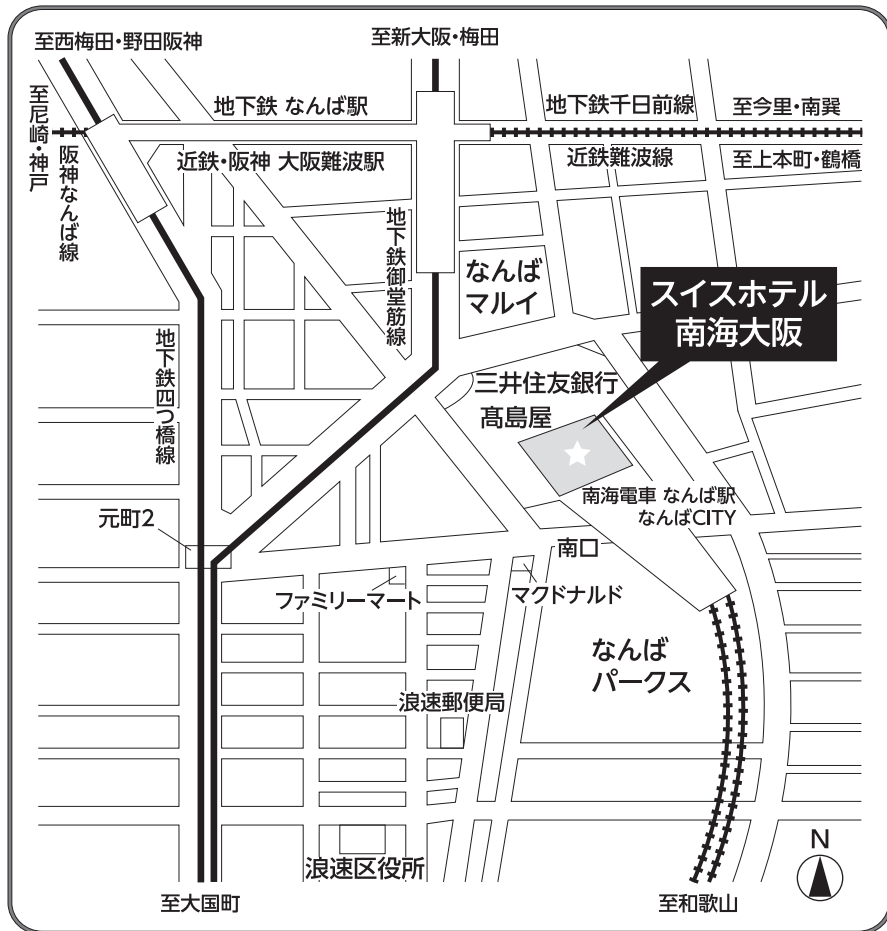 至西梅田・野田阪神
至新大阪・梅田
至尼崎・神戸
阪神なんば線
地下鉄 なんば駅
近鉄・阪神 大阪難波駅
地下鉄千日前線
近鉄難波線
至今里・南巽
至上本町・鶴橋
地下鉄御堂筋線
なんば
マルイ
スイスホテル
南海大阪
地下鉄四つ橋線
三井住友銀行
髙島屋
南海電車 なんば駅
なんばCITY
元町2
南口
ファミリーマート
マクドナルド
なんば
パークス
浪速郵便局
浪速区役所
N
至大国町
至和歌山